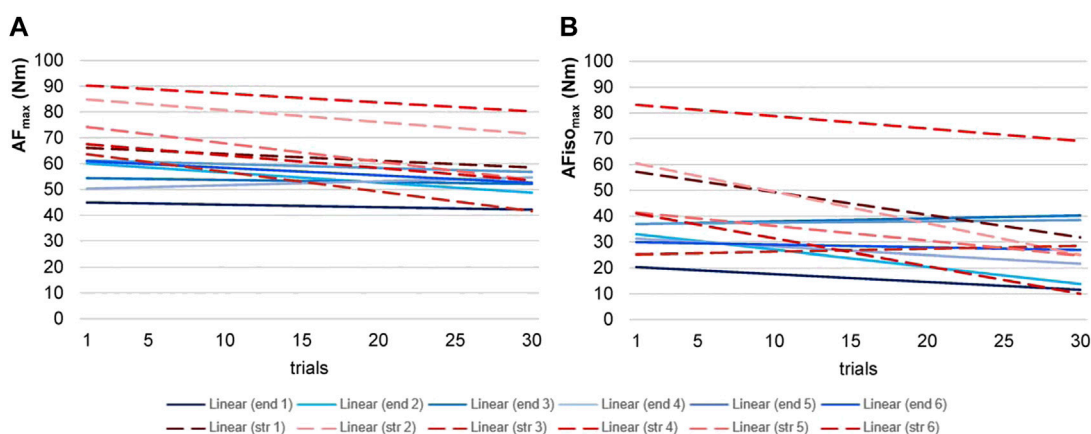 A
B
AFmax (Nm)
100
90
80
70
60
50
40
30
20
10
0
1 5 10 15 20 25 30
trials
AFisomax (Nm)
100
90
80
70
60
50
40
30
20
10
0
1 5 10 15 20 25 30
trials
Linear (end 1) Linear (end 2) Linear (end 3) Linear (end 4) Linear (end 5) Linear (end 6)
Linear (str 1) Linear (str 2) Linear (str 3) Linear (str 4) Linear (str 5) Linear (str 6)